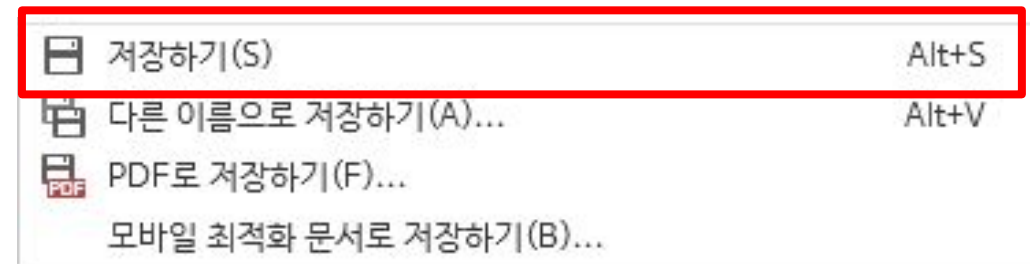 저장하기(S) Alt+S
다른 이름으로 저장하기(A)... Alt+V
PDF PDF로 저장하기(F)...
모바일 최적화 문서로 저장하기(B)...